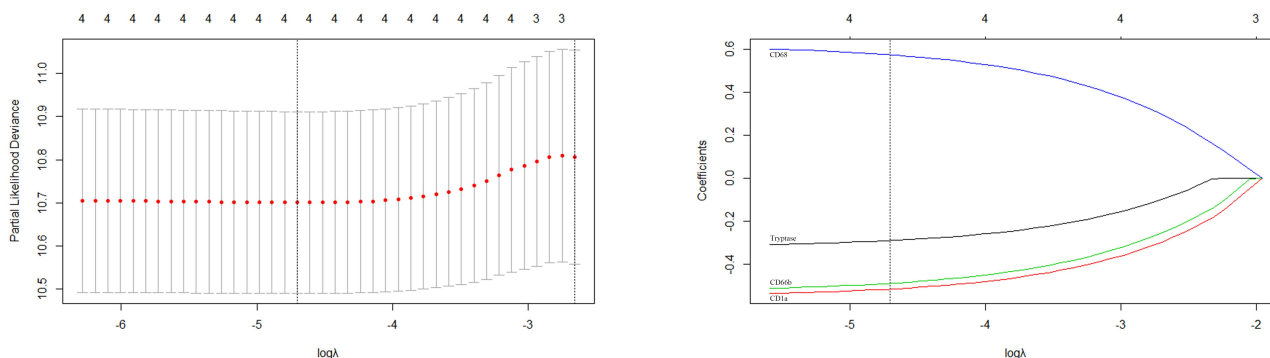 4 4 4 4 4 4 4 4 4 4 4 4 4 4 4 4 4 4 3 3
Partial Likelihood Deviance
11.0
10.9
10.8
10.7
10.6
10.5
-6 -5 -4 -3
logλ
4 4 4 3
Coefficients
0.6
0.4
0.2
0.0
-0.2
-0.4
CD68
Tryptase
CD66b
CD1a
-5 -4 -3 -2
logλ